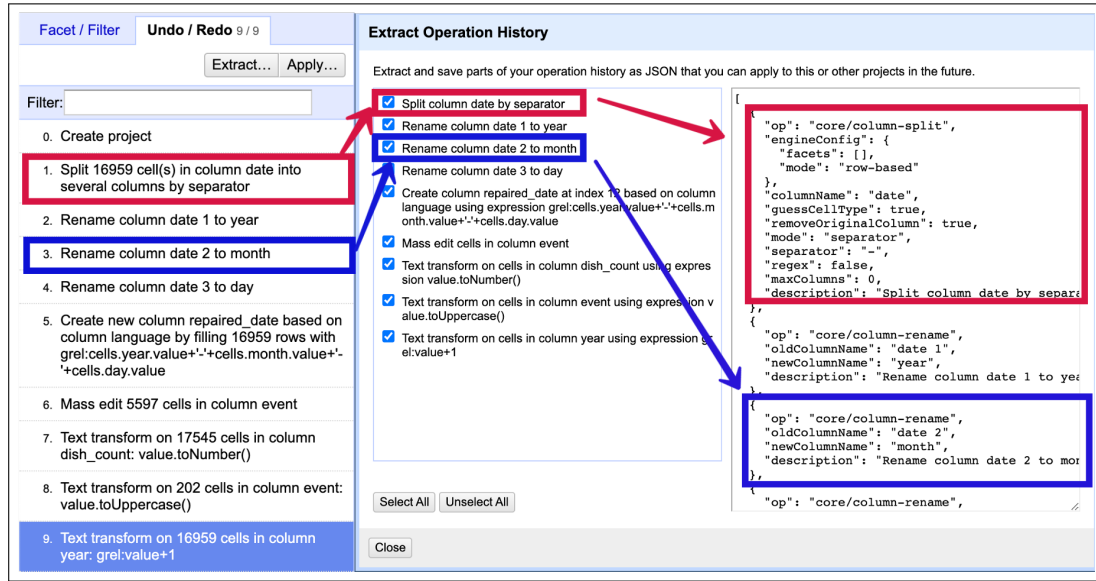 Facet / Filter
Undo / Redo 9 / 9
Extract...
Apply...
Filter:
0. Create project
1. Split 16959 cell(s) in column date into
several columns by separator
2. Rename column date 1 to year
3. Rename column date 2 to month
4. Rename column date 3 to day
5. Create new column repaired_date based on
column language by filling 16959 rows with
grel:cells.year.value+'-'+cells.month.value+'-
'+cells.day.value
6. Mass edit 5597 cells in column event
7. Text transform on 17545 cells in column
dish_count: value.toNumber()
8. Text transform on 202 cells in column event:
value.toUppercase()
9. Text transform on 16959 cells in column
year: grel:value+1
Extract Operation History
Extract and save parts of your operation history as JSON that you can apply to this or other projects in the future.
Split column date by separator
Rename column date 1 to year
Rename column date 2 to month
Rename column date 3 to day
Create column repaired_date at index 12 based on column
language using expression grel:cells.year.value+'-'+cells.m
onth.value+'-'+cells.day.value
Mass edit cells in column event
Text transform on cells in column dish_count using expres
sion value.toNumber()
Text transform on cells in column event using expression v
alue.toUppercase()
Text transform on cells in column year using expression gr
el:value+1
Select All
Unselect All
[
{
"op": "core/column-split",
"engineConfig": {
"facets": [],
"mode": "row-based"
},
"columnName": "date",
"guessCellType": true,
"removeOriginalColumn": true,
"mode": "separator",
"separator": "-",
"regex": false,
"maxColumns": 0,
"description": "Split column date by separa
},
{
"op": "core/column-rename",
"oldColumnName": "date 1",
"newColumnName": "year",
"description": "Rename column date 1 to yea
},
{
"op": "core/column-rename",
"oldColumnName": "date 2",
"newColumnName": "month",
"description": "Rename column date 2 to mon
},
{
"op": "core/column-rename",
Close